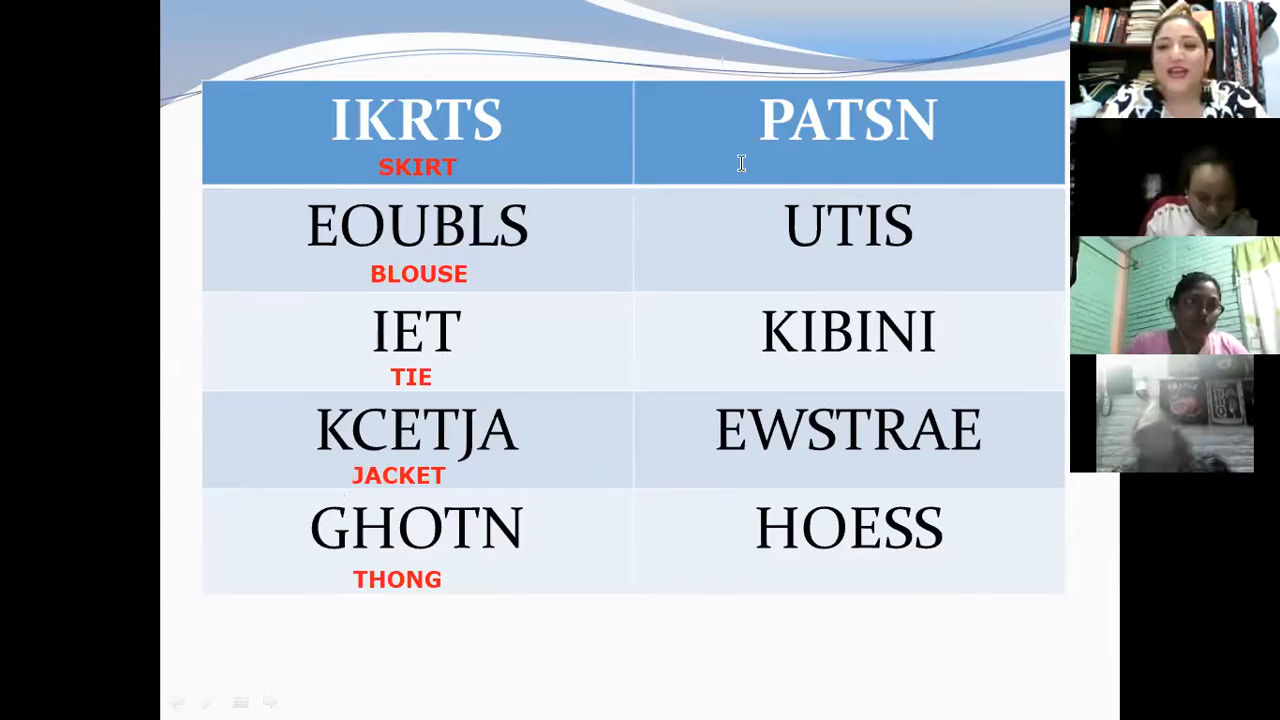 IKRTS
SKIRT
PATSN
EOUBLS
BLOUSE
UTIS
IET
TIE
KIBINI
KCETJA
JACKET
EWSTRAE
GHOTN
THONG
HOESS